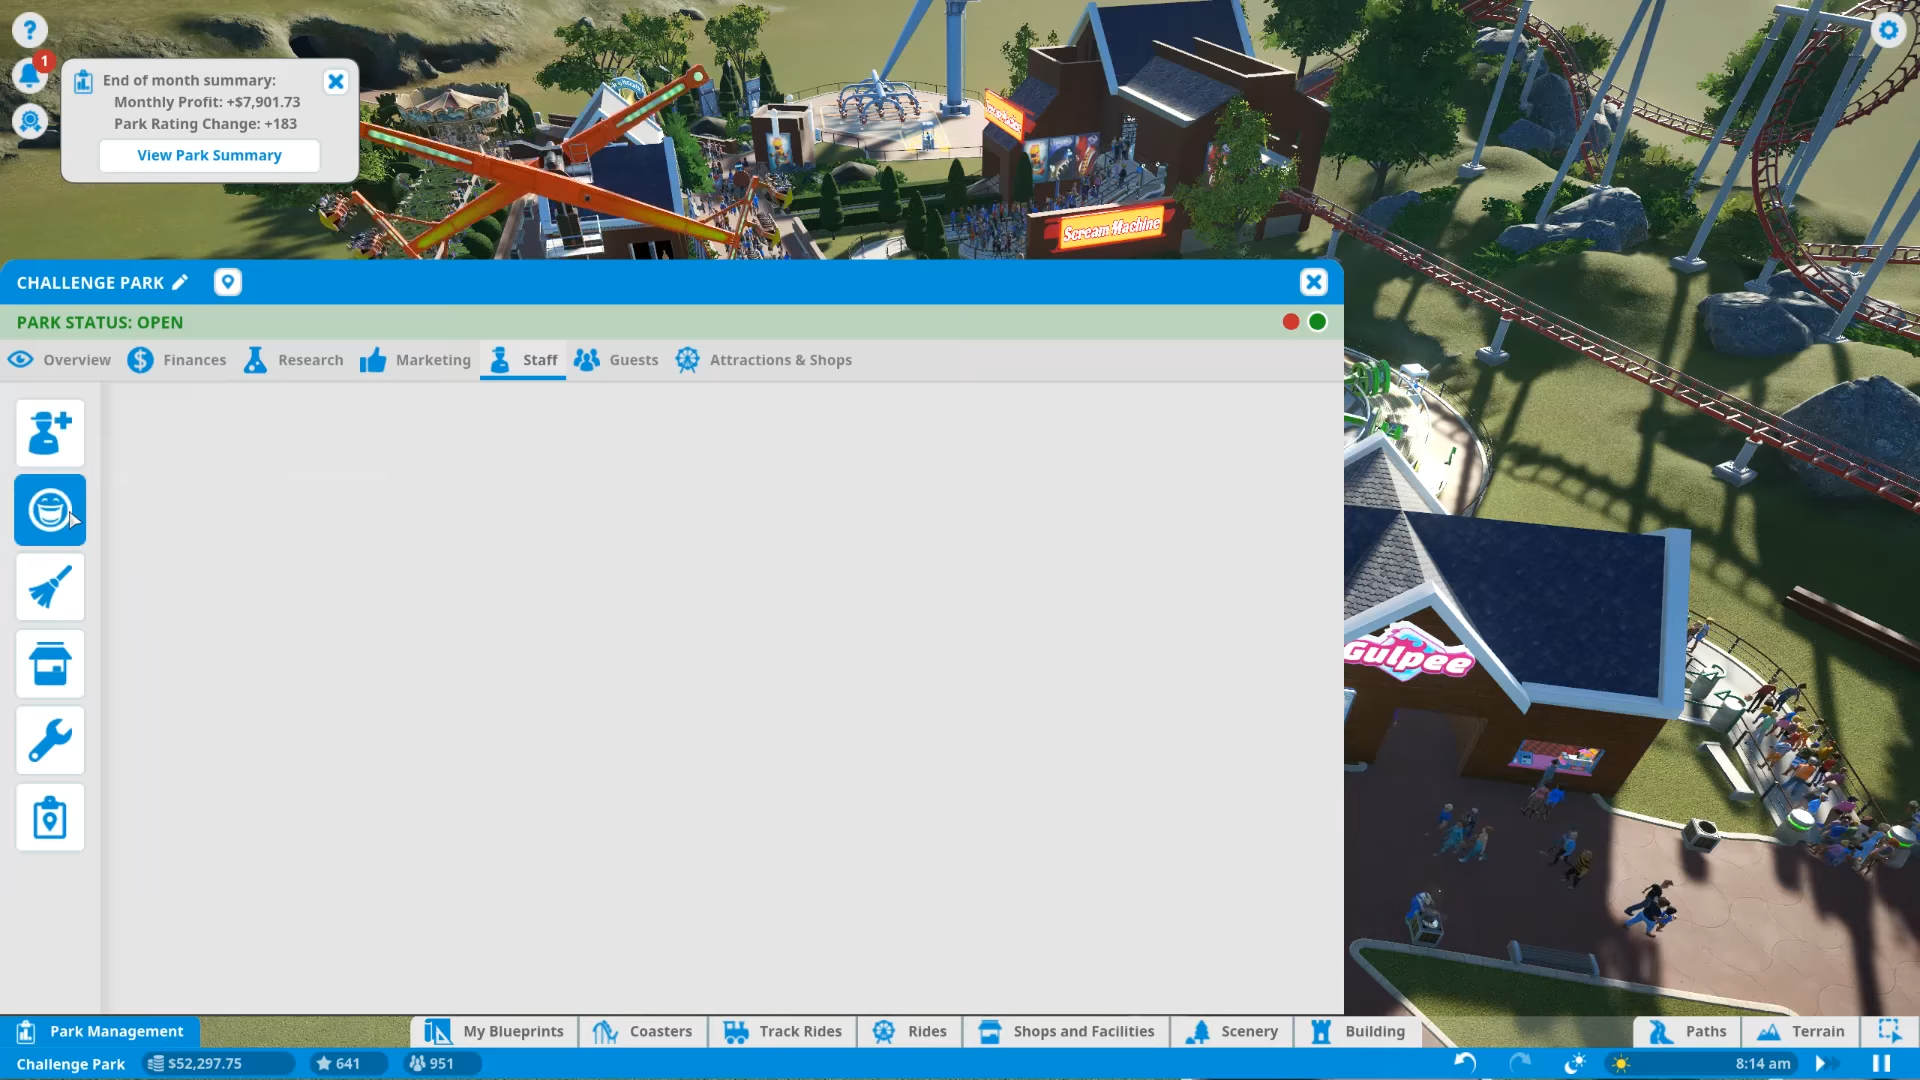 ?
1
End of month summary:
Monthly Profit: +$7,901.73
Park Rating Change: +183
View Park Summary
Scream Machine
CHALLENGE PARK
PARK STATUS: OPEN
Overview
Finances
Research
Marketing
Staff
Guests
Attractions & Shops
Gulpee
Park Management
My Blueprints
Coasters
Track Rides
Rides
Shops and Facilities
Scenery
Building
Paths
Terrain
Challenge Park
$52,297.75
641
951
8:14 am